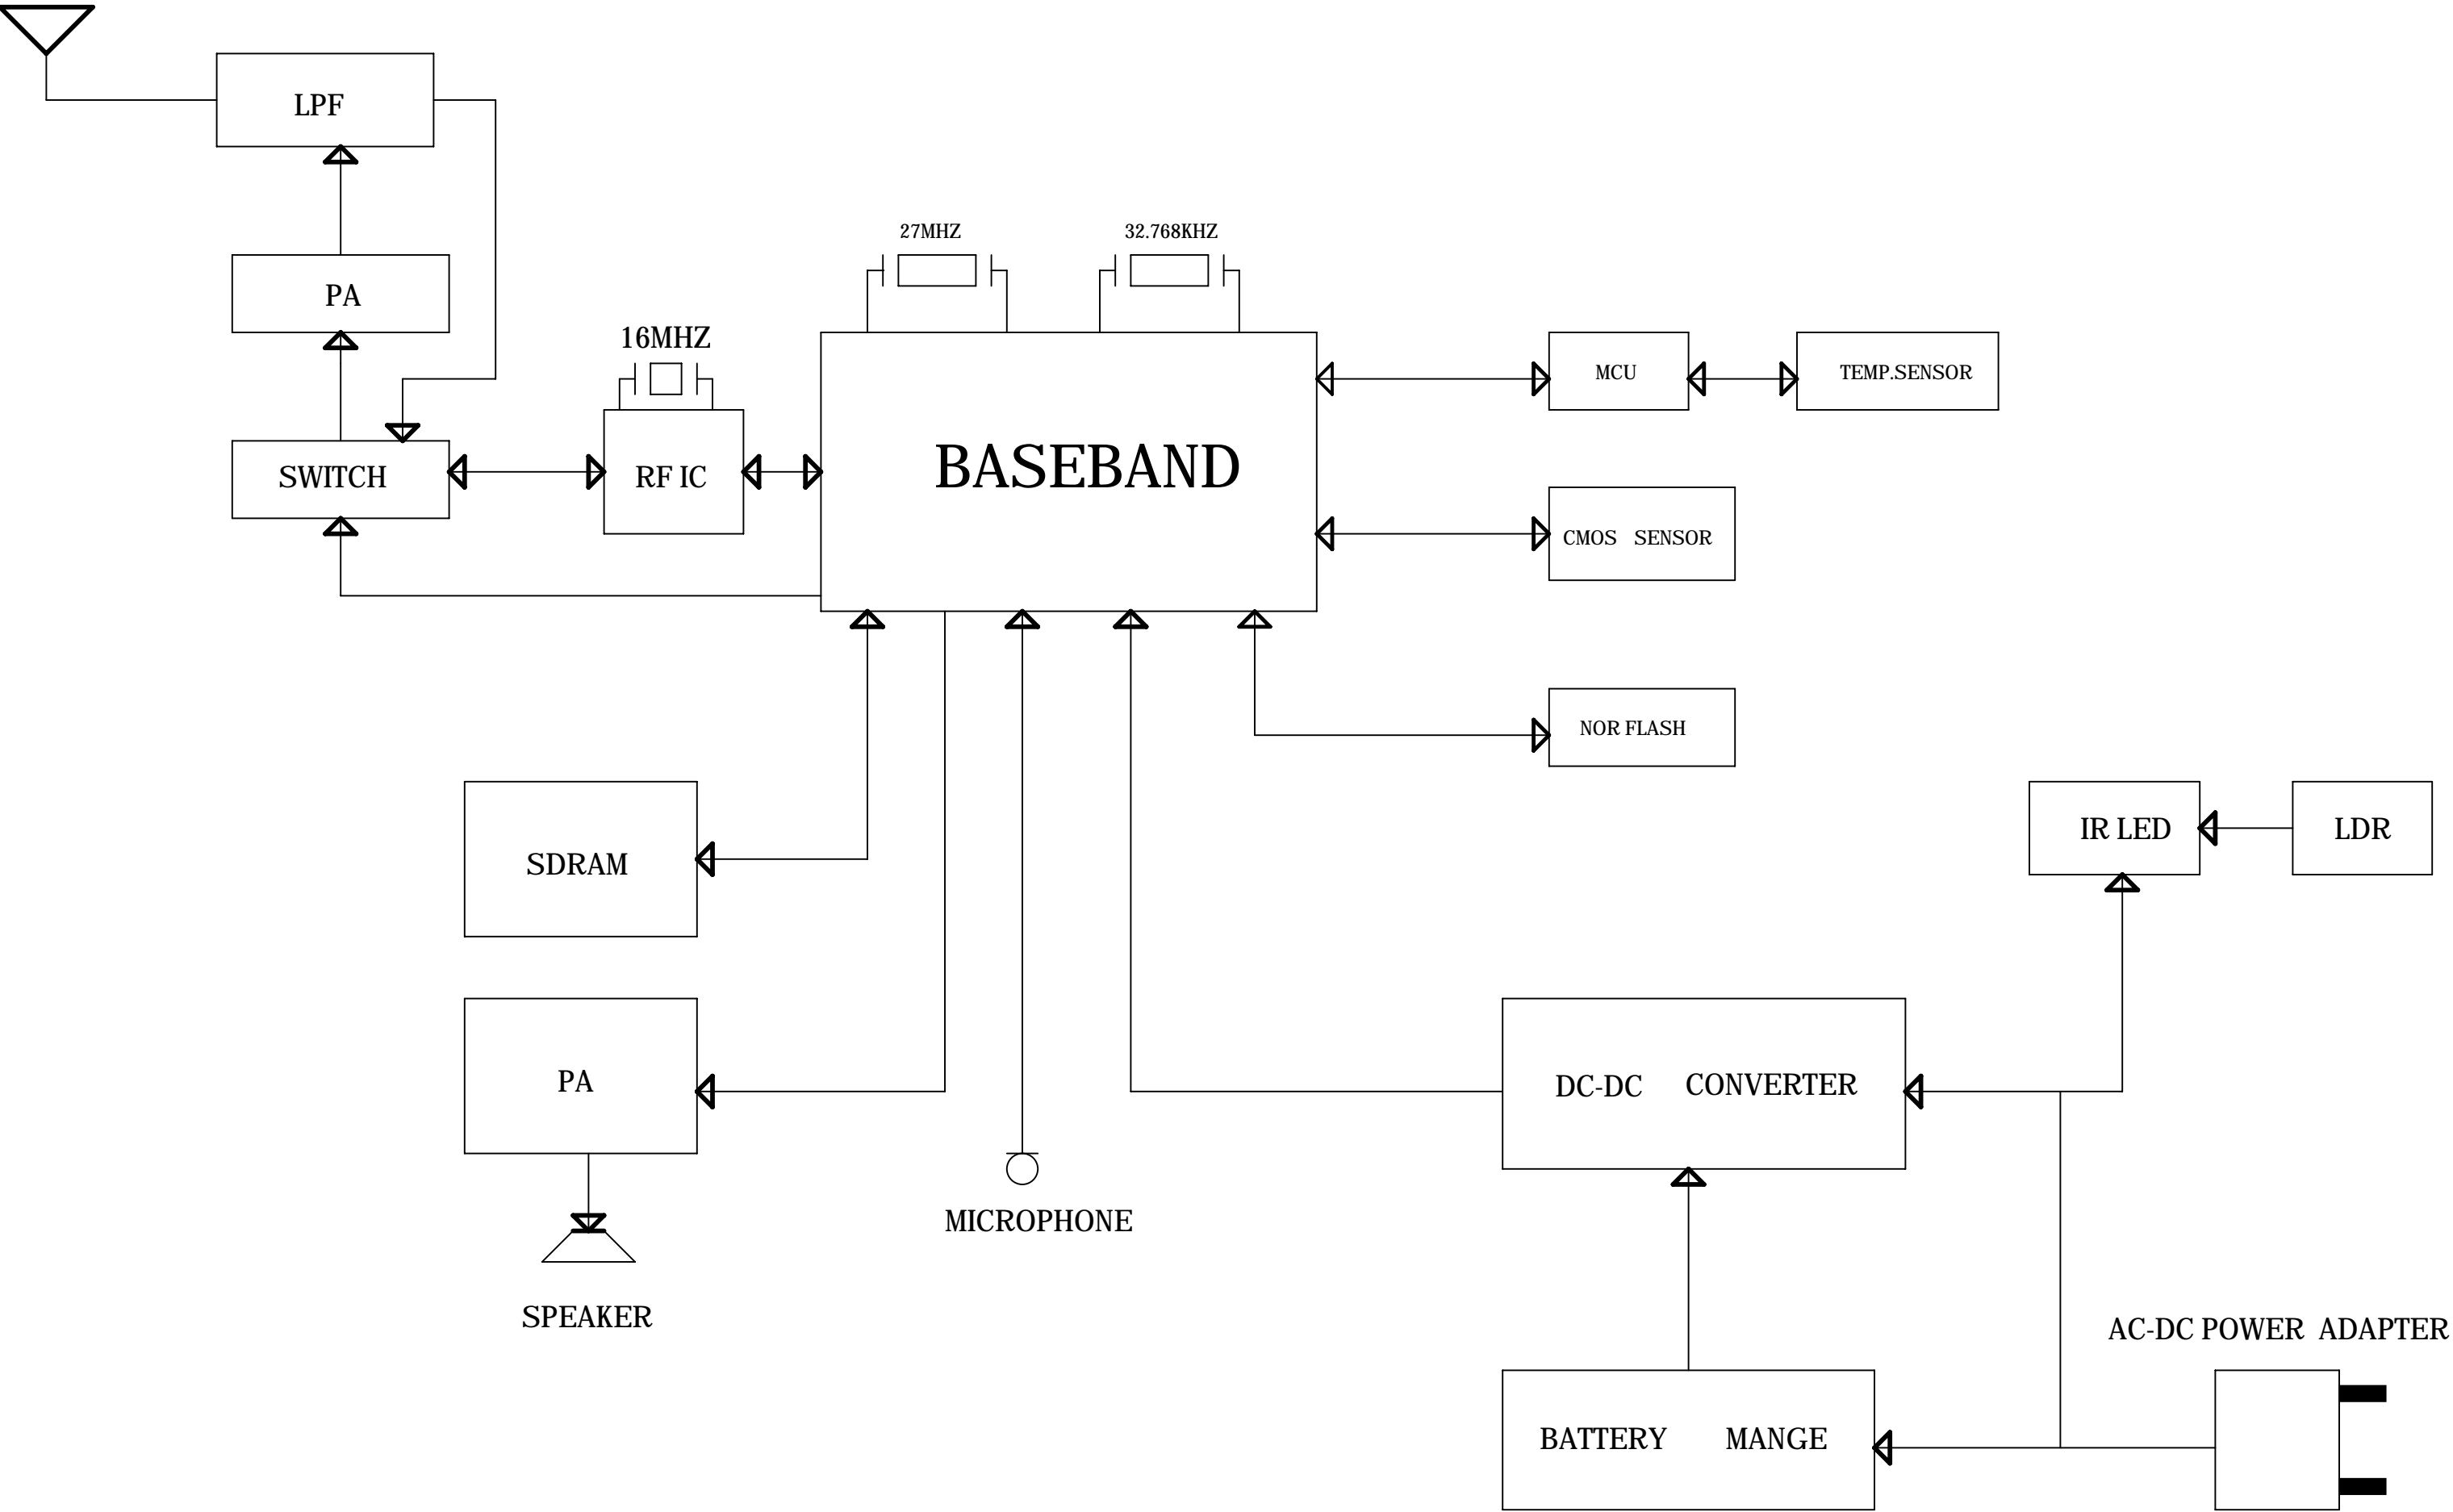 LPF
27MHZ
32.768KHZ
PA
16MHZ
MCU
TEMP.SENSOR
SWITCH
RF IC
BASEBAND
CMOS SENSOR
NOR FLASH
SDRAM
IR LED
LDR
PA
DC-DC CONVERTER
MICROPHONE
SPEAKER
AC-DC POWER ADAPTER
BATTERY MANGE